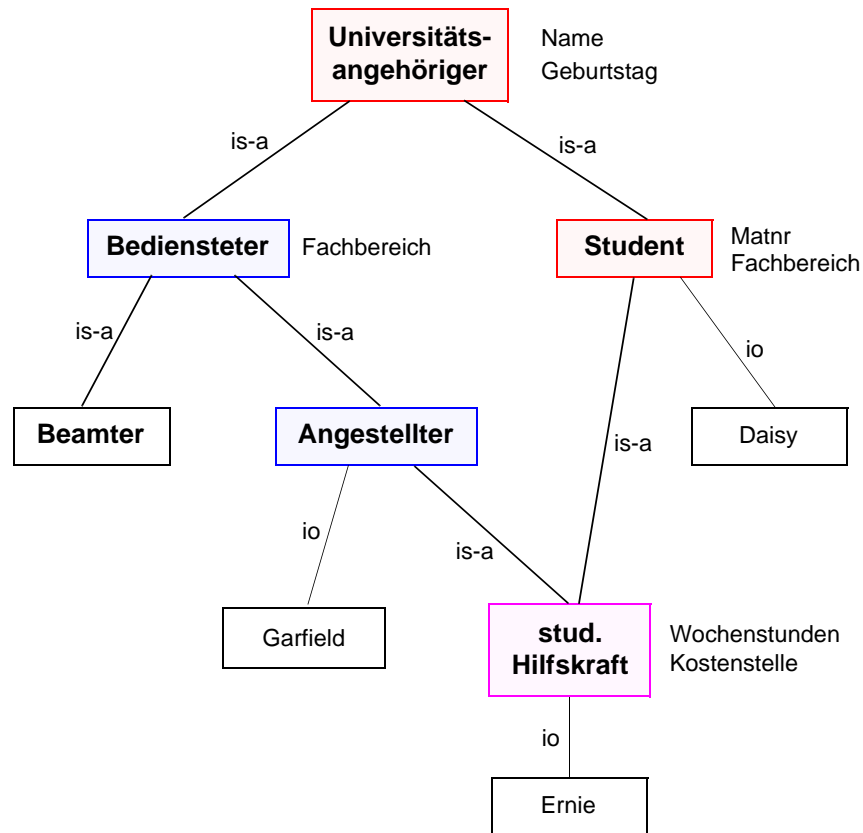 Universitäts-
angehöriger
Name
Geburtstag
is-a
is-a
Bediensteter
Fachbereich
Student
Matnr
Fachbereich
is-a
is-a
io
Beamter
Angestellter
Daisy
is-a
io
is-a
Garfield
stud.
Hilfskraft
Wochenstunden
Kostenstelle
io
Ernie